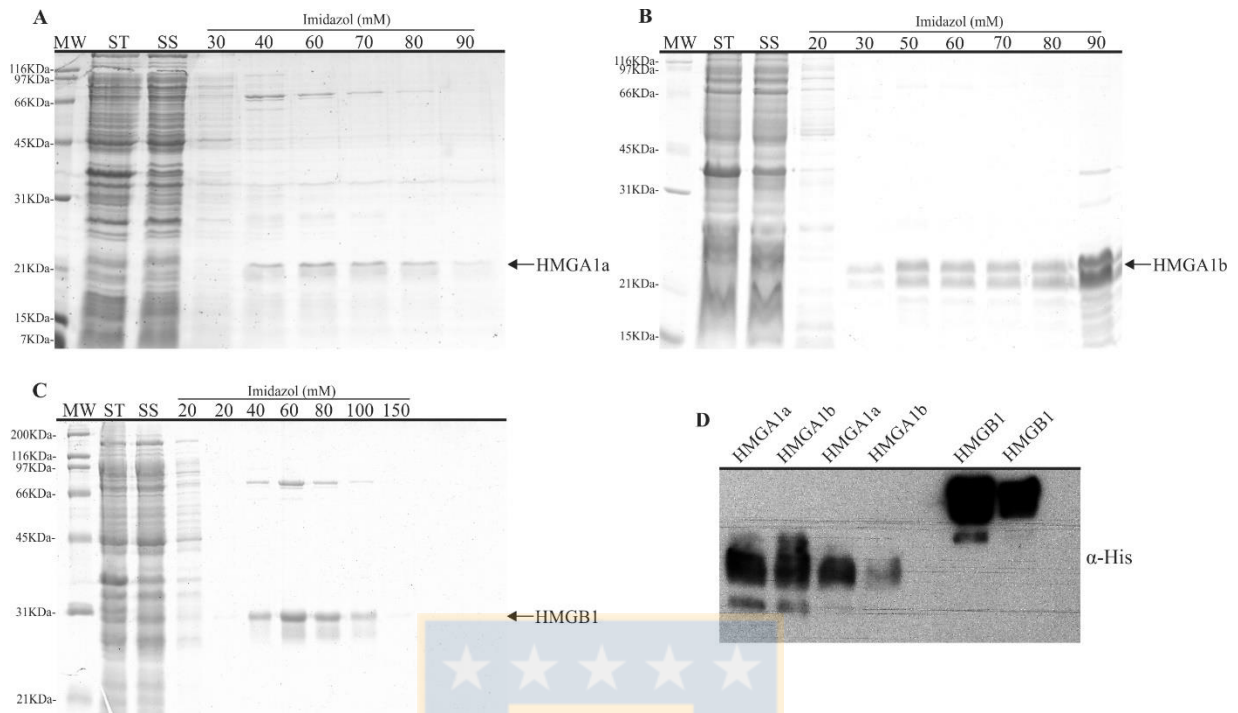 A
Imidazol (mM)
MW ST SS 30 40 60 70 80 90
116KDa-
97KDa-
66KDa-
45KDa-
31KDa-
21KDa-
15KDa-
7KDa-
HMGA1a
B
Imidazol (mM)
MW ST SS 20 30 50 60 70 80 90
116KDa-
97KDa-
66KDa-
45KDa-
31KDa-
21KDa-
15KDa-
HMGA1b
C
Imidazol (mM)
MW ST SS 20 20 40 60 80 100 150
200KDa-
116KDa-
97KDa-
66KDa-
45KDa-
31KDa-
21KDa-
HMGB1
D
HMGA1a HMGA1b HMGA1a HMGA1b HMGB1 HMGB1
α-His